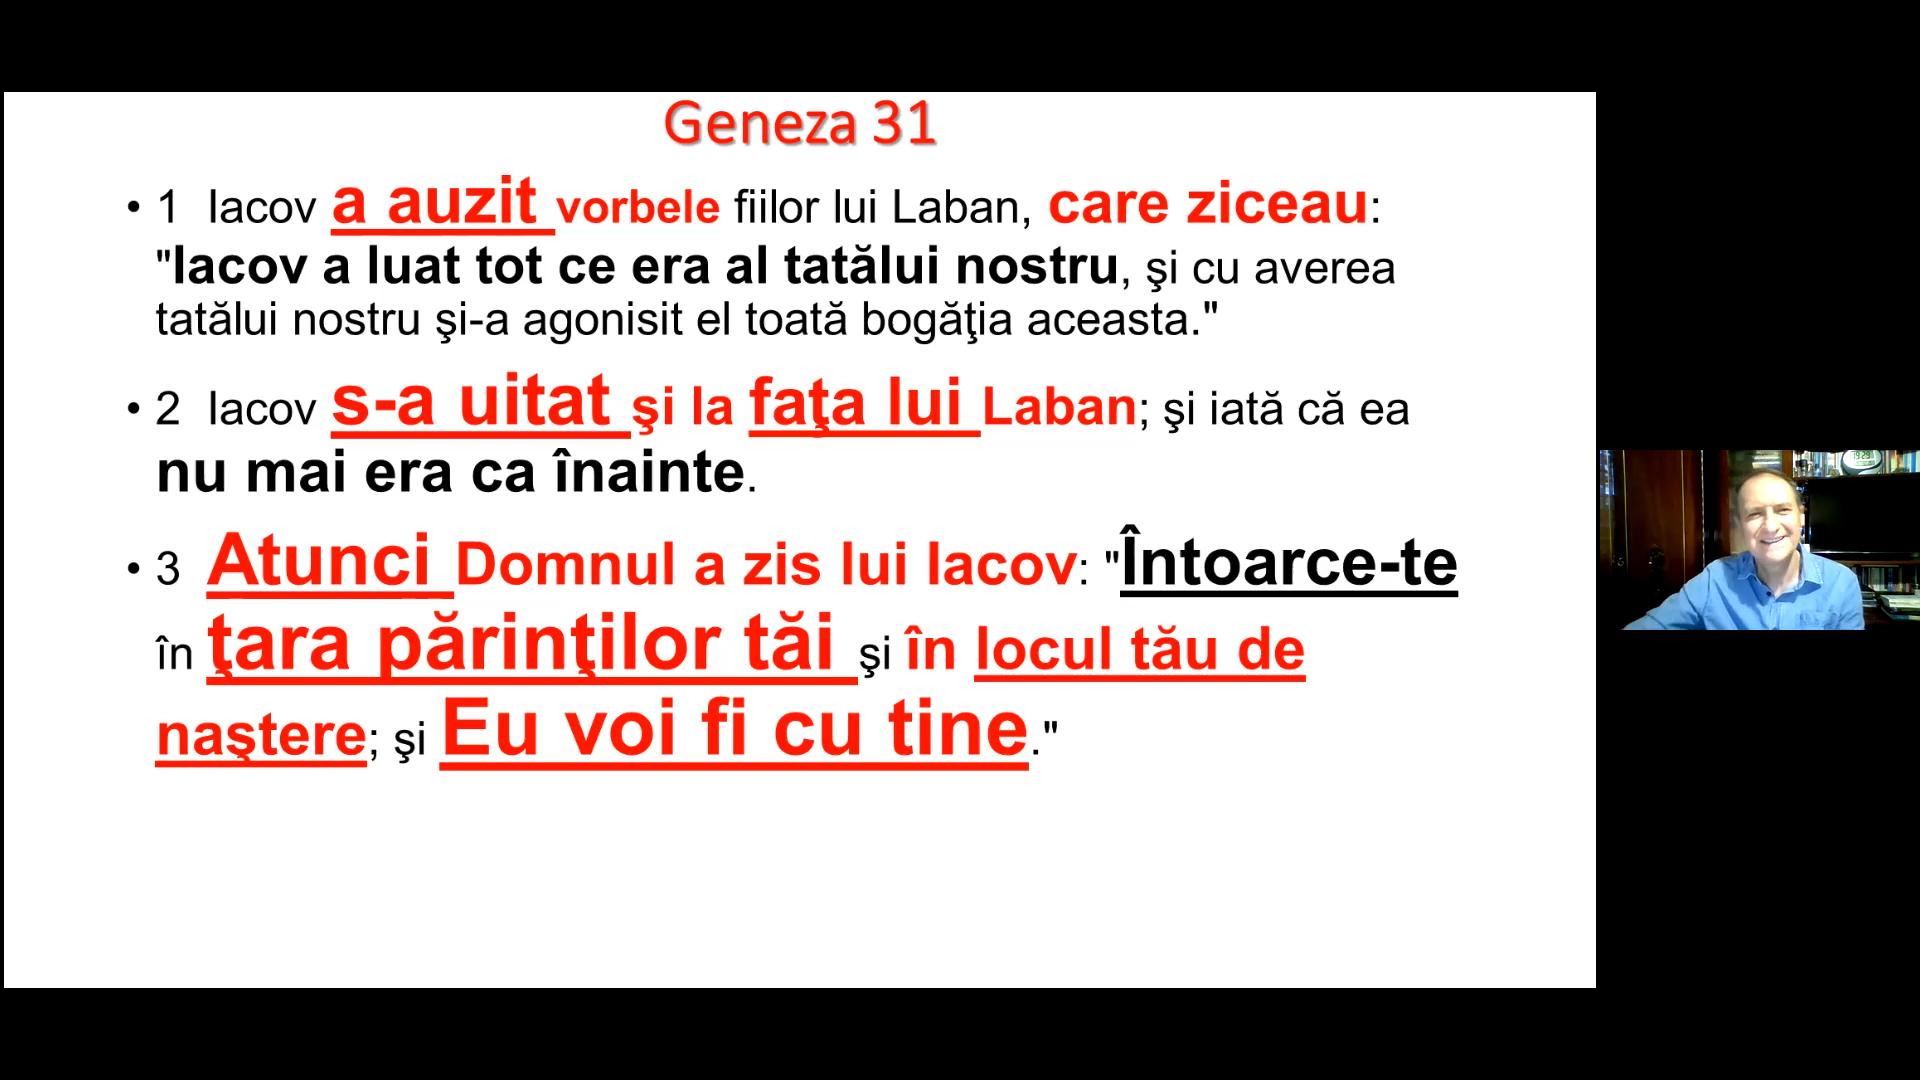 Geneza 31
• 1 Iacov a auzit vorbele fiilor lui Laban, care ziceau:
"Iacov a luat tot ce era al tatălui nostru, şi cu averea
tatălui nostru şi-a agonisit el toată bogăţia aceasta."
• 2 Iacov s-a uitat şi la faţa lui Laban; şi iată că ea
nu mai era ca înainte.
• 3 Atunci Domnul a zis lui Iacov: "Întoarce-te
în ţara părinţilor tăi şi în locul tău de
naştere; şi Eu voi fi cu tine."